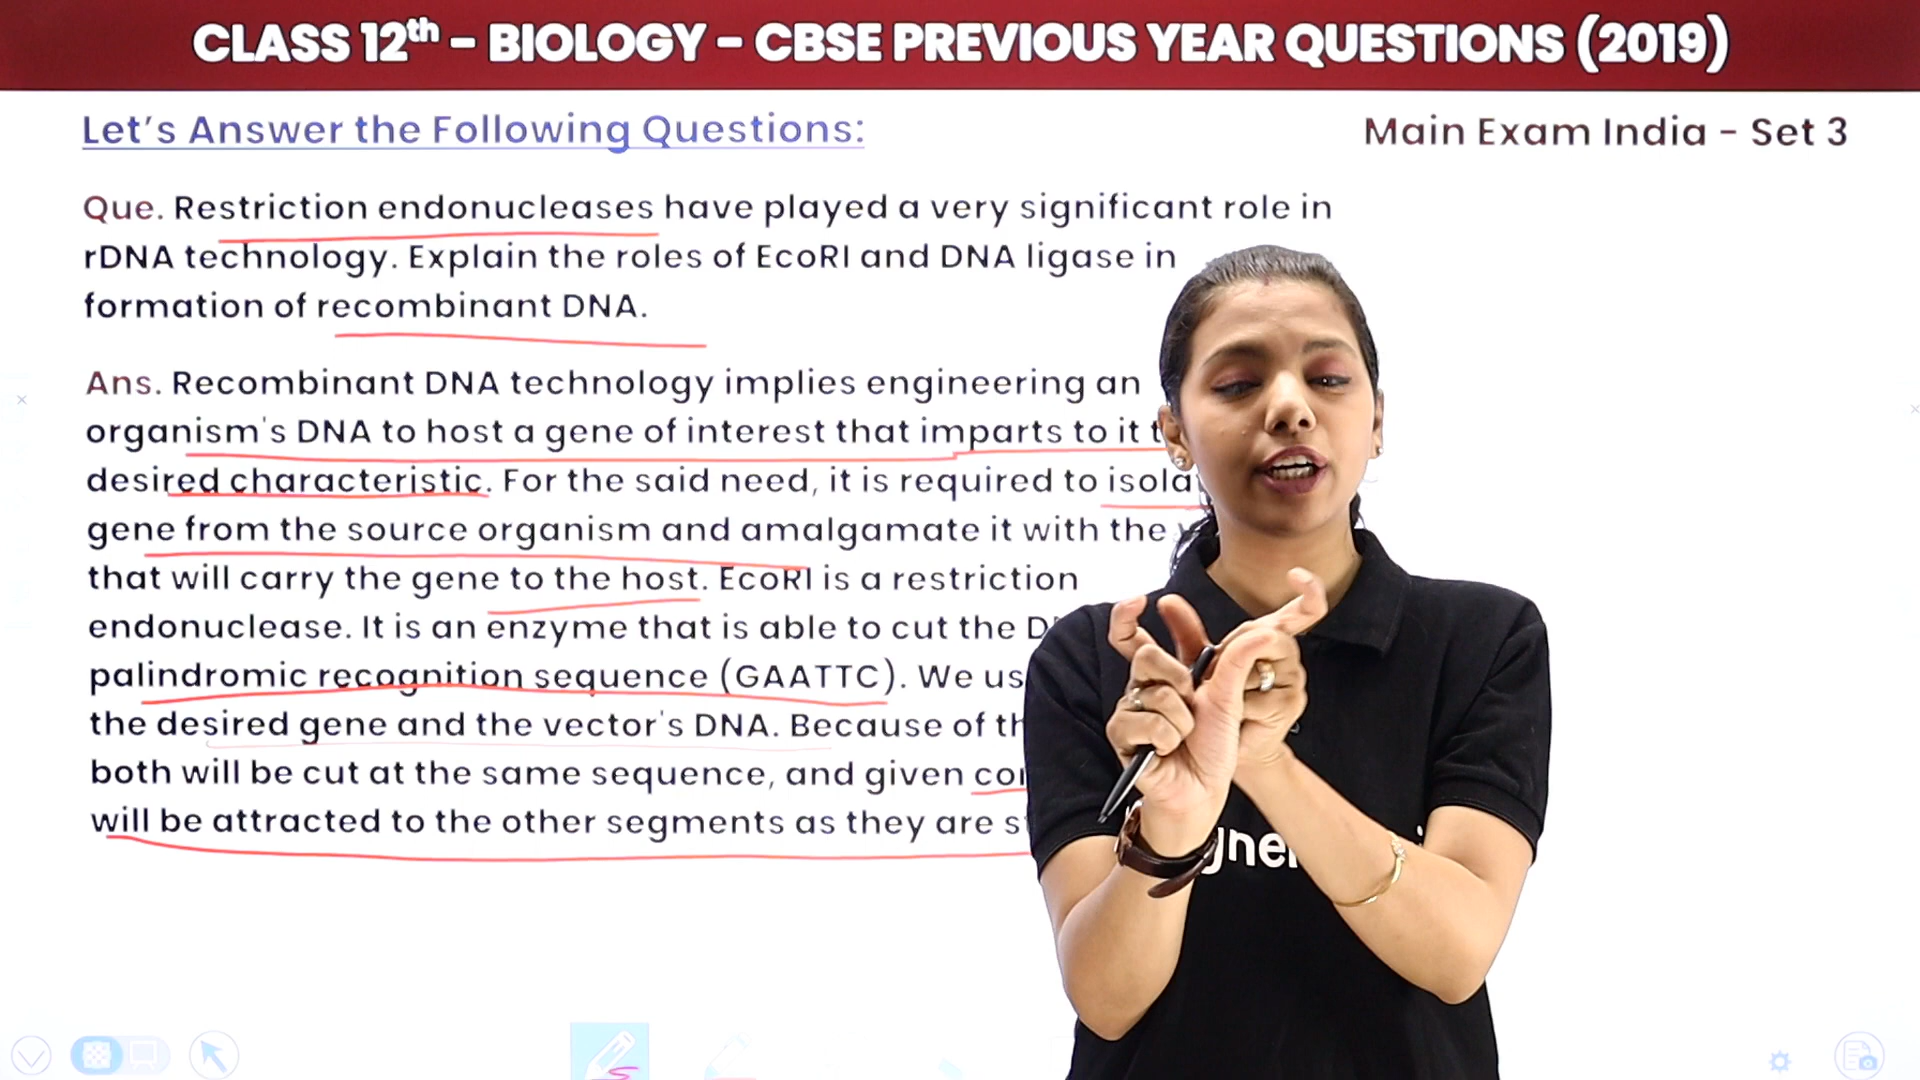 CLASS 12th - BIOLOGY - CBSE PREVIOUS YEAR QUESTIONS (2019)
Let's Answer the Following Questions:
Main Exam India - Set 3
Que. Restriction endonucleases have played a very significant role in
rDNA technology. Explain the roles of EcoRI and DNA ligase in
formation of recombinant DNA.
Ans. Recombinant DNA technology implies engineering an
organism's DNA to host a gene of interest that imparts to it
desired characteristic. For the said need, it is required to
gene from the source organism and amalgamate it with the
that will carry the gene to the host. EcoRI is a restriction
endonuclease. It is an enzyme that is able to cut the
palindromic recognition sequence (GAATTC). We
the desired gene and the vector's DNA. Because of
both will be cut at the same sequence, and given
will be attracted to the other segments as they are